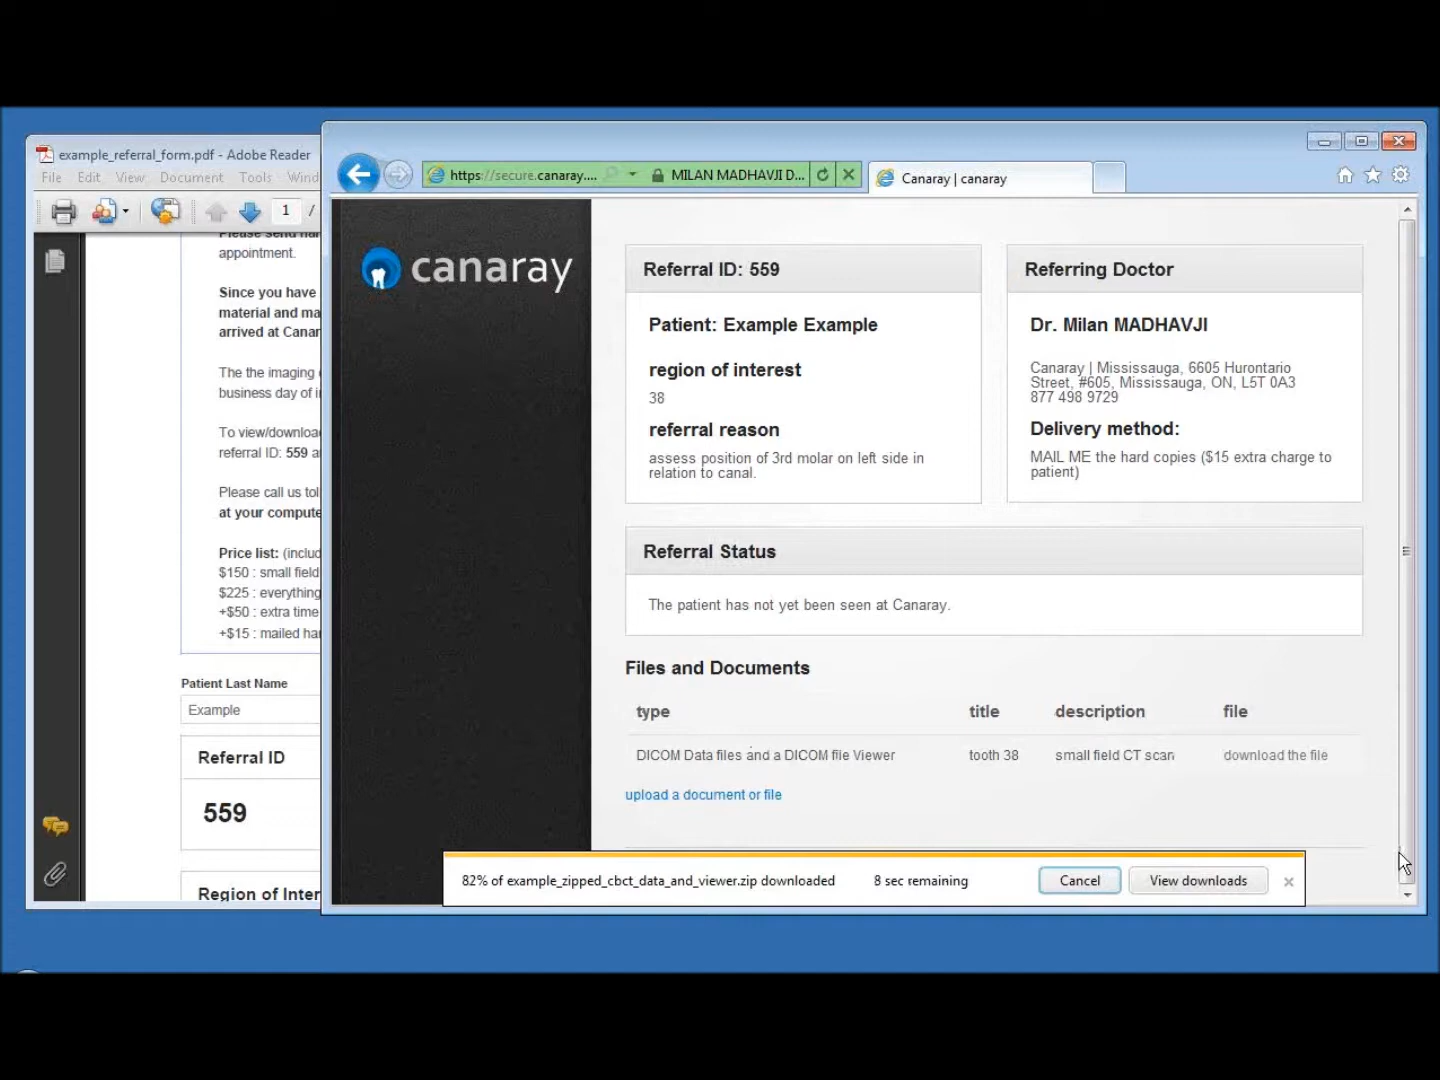 example_referral_form.pdf - Adobe Reader
File Edit View Document Tools Wind
1 /
Please send
appointment.
Since you have
material and ma
arrived at Canar
The the imaging
business day of i
To view/download
referral ID: 559
Please call us tol
at your compute
Price list: (includ
$150 : small field
$225 : everything
+$50 : extra time
+$15 : mailed har
Patient Last Name
Example
Referral ID
559
Region of Inter
https://secure.canaray....
MILAN MADHAVJI D...
Canaray | canaray
canaray
Referral ID: 559
Patient: Example Example
region of interest
38
referral reason
assess position of 3rd molar on left side in
relation to canal.
Referring Doctor
Dr. Milan MADHAVJI
Canaray | Mississauga, 6605 Hurontario
Street, #605, Mississauga, ON, L5T 0A3
877 498 9729
Delivery method:
MAIL ME the hard copies ($15 extra charge to
patient)
Referral Status
The patient has not yet been seen at Canaray.
Files and Documents
type title description file
DICOM Data files and a DICOM file Viewer tooth 38 small field CT scan download the file
upload a document or file
82% of example_zipped_cbct_data_and_viewer.zip downloaded 8 sec remaining Cancel View downloads